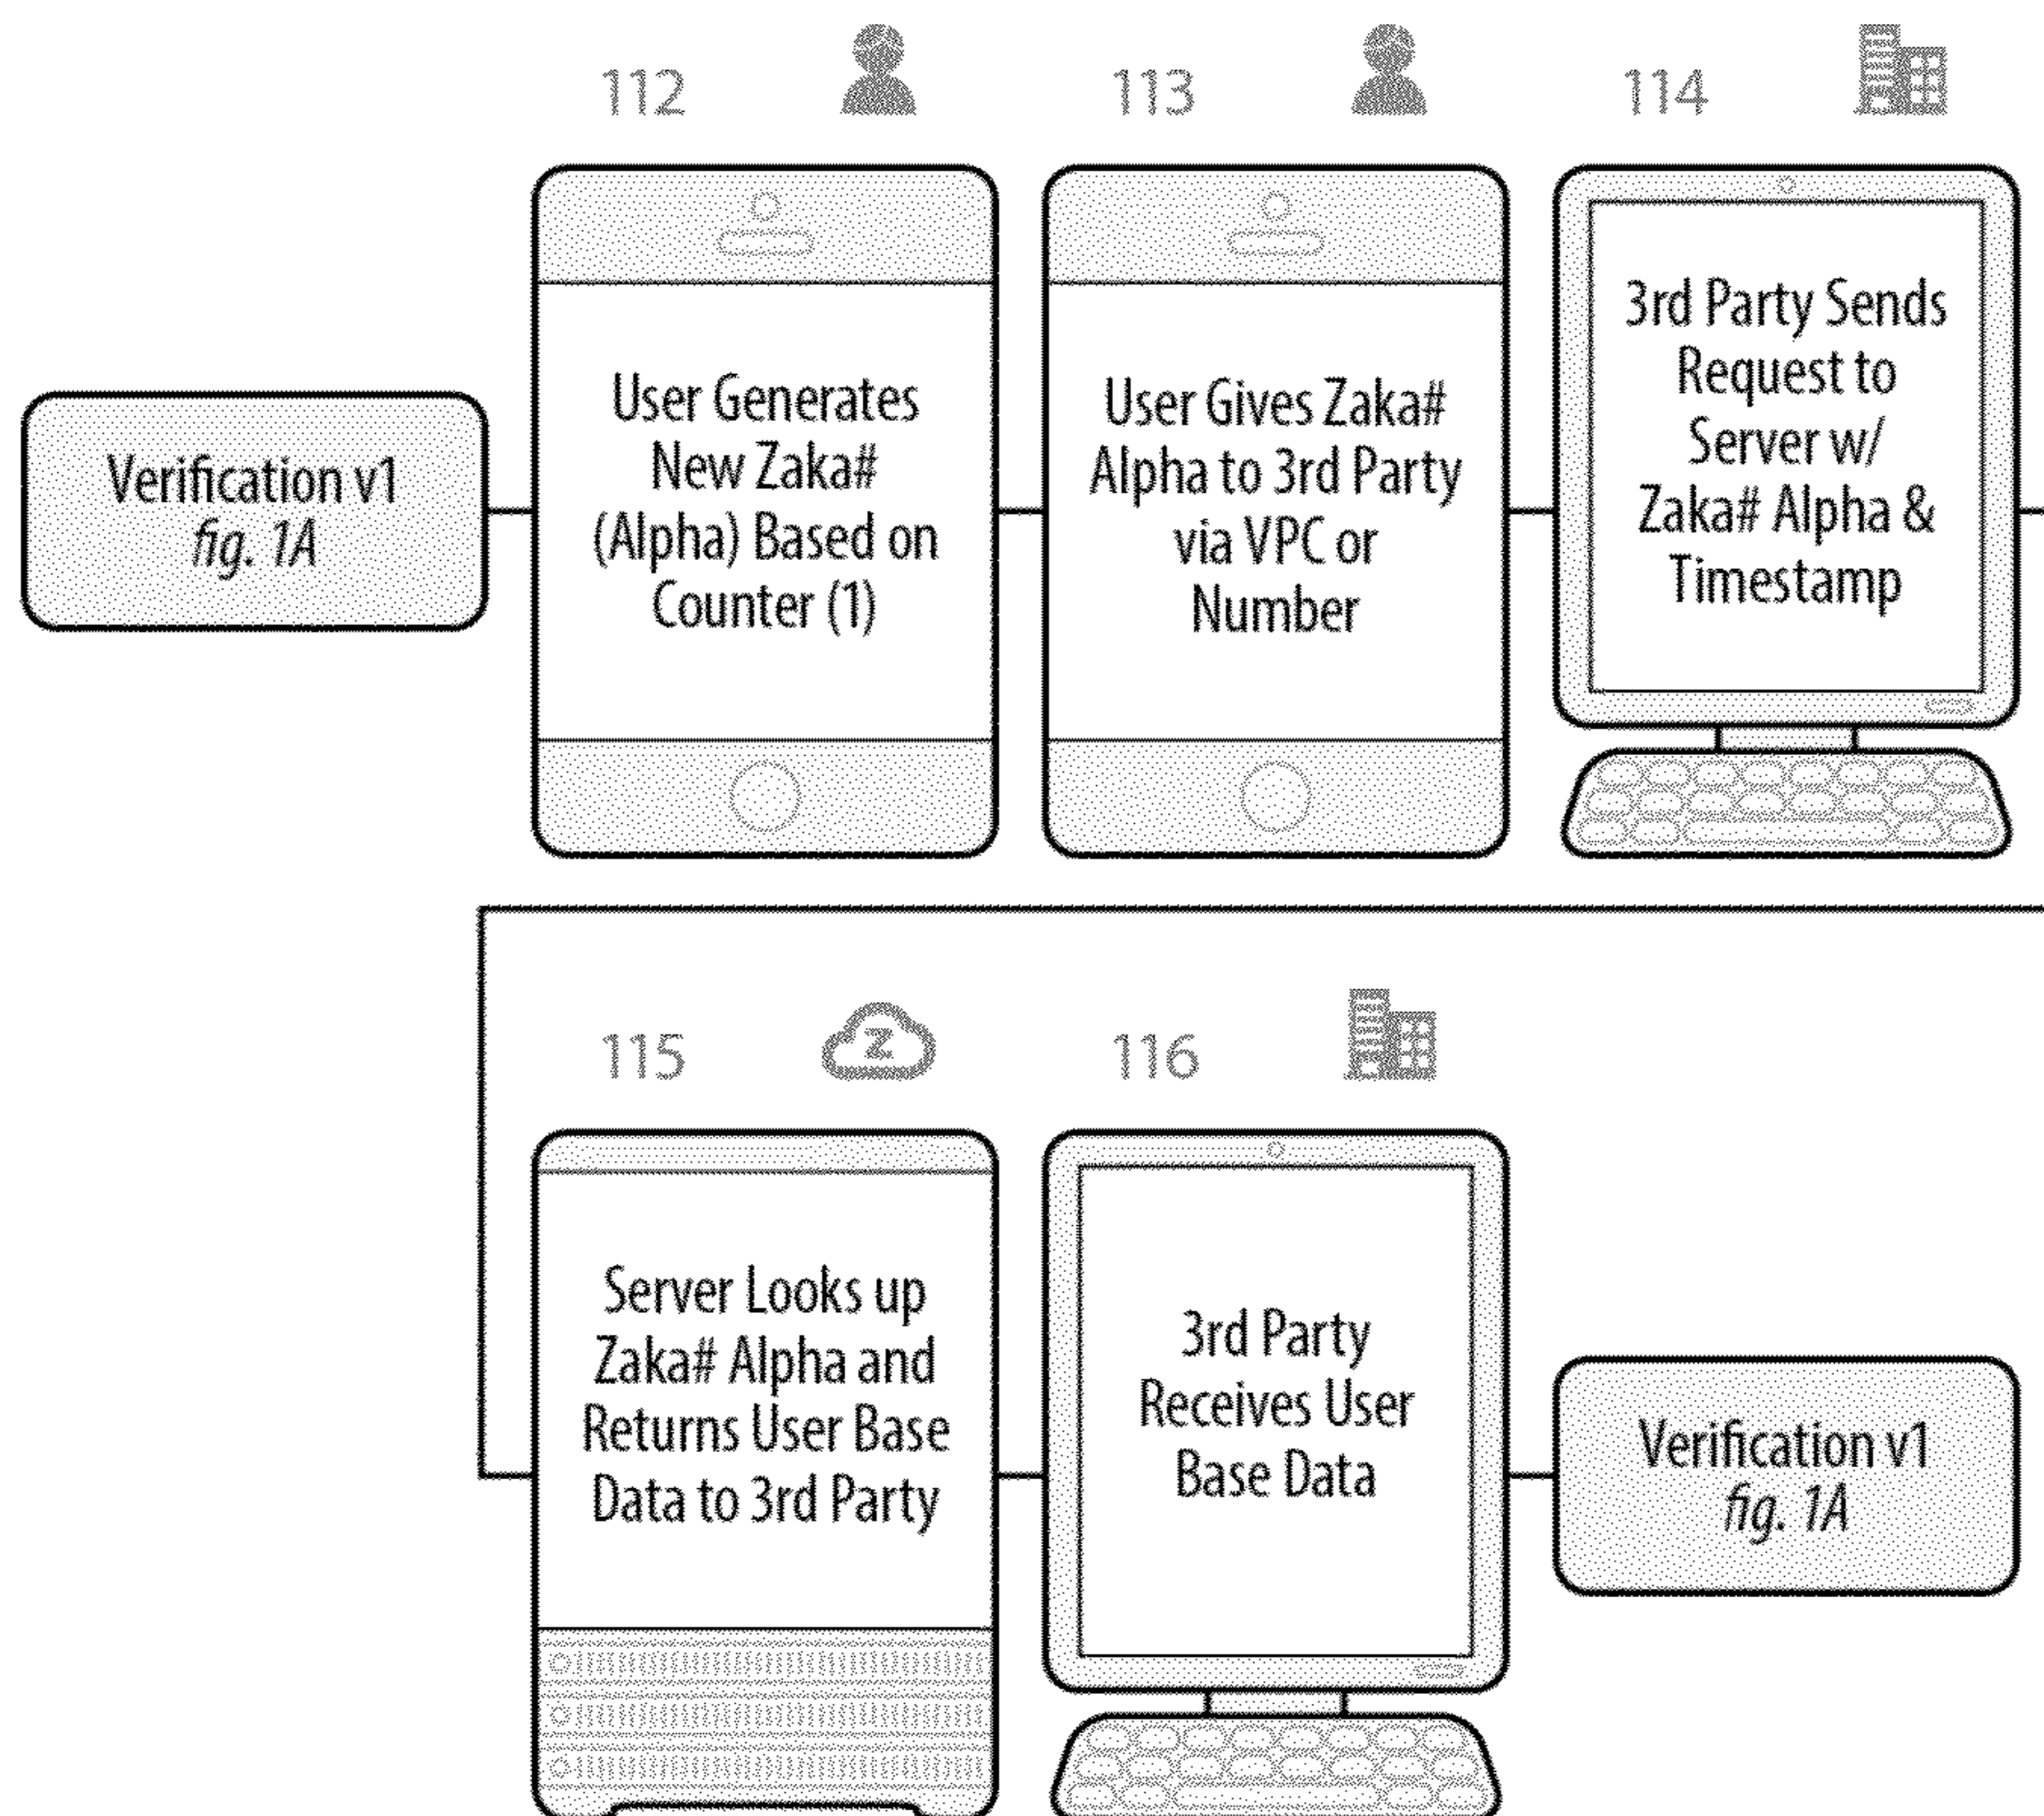 112
113
114
Verification v1
fig. 1A
User Generates
New Zaka#
(Alpha) Based on
Counter (1)
User Gives Zaka#
Alpha to 3rd Party
via VPC or
Number
3rd Party Sends
Request to
Server w/
Zaka# Alpha &
Timestamp
115
Z
116
Server Looks up
Zaka# Alpha and
Returns User Base
Data to 3rd Party
3rd Party
Receives User
Base Data
Verification v1
fig. 1A